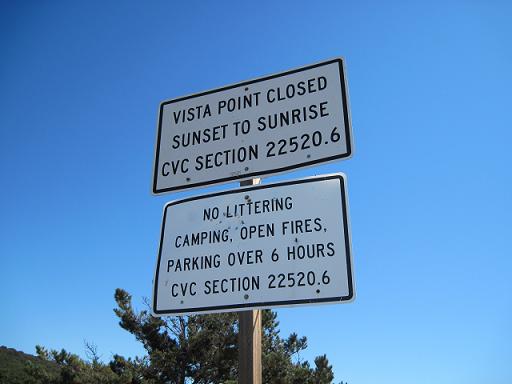 VISTA POINT CLOSED
SUNSET TO SUNRISE
CVC SECTION 22520.6
NO LITTERING
CAMPING, OPEN FIRES,
PARKING OVER 6 HOURS
CVC SECTION 22520.6